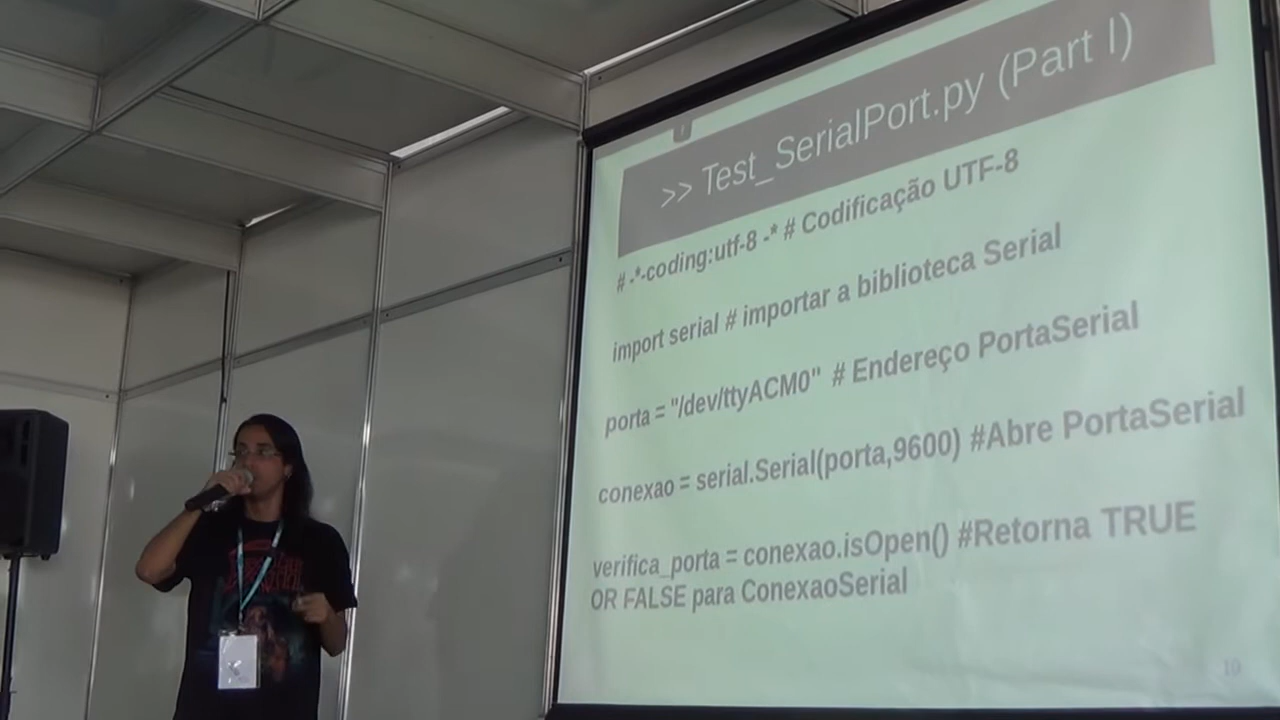 >> Test_SerialPort.py (Part I)
# -*-coding:utf-8 -* # Codificação UTF-8
import serial # importar a biblioteca Serial
porta = "/dev/ttyACM0" # Endereço PortaSerial
conexao = serial.Serial(porta,9600) #Abre PortaSerial
verifica_porta = conexao.isOpen() #Retorna TRUE
OR FALSE para ConexaoSerial
19